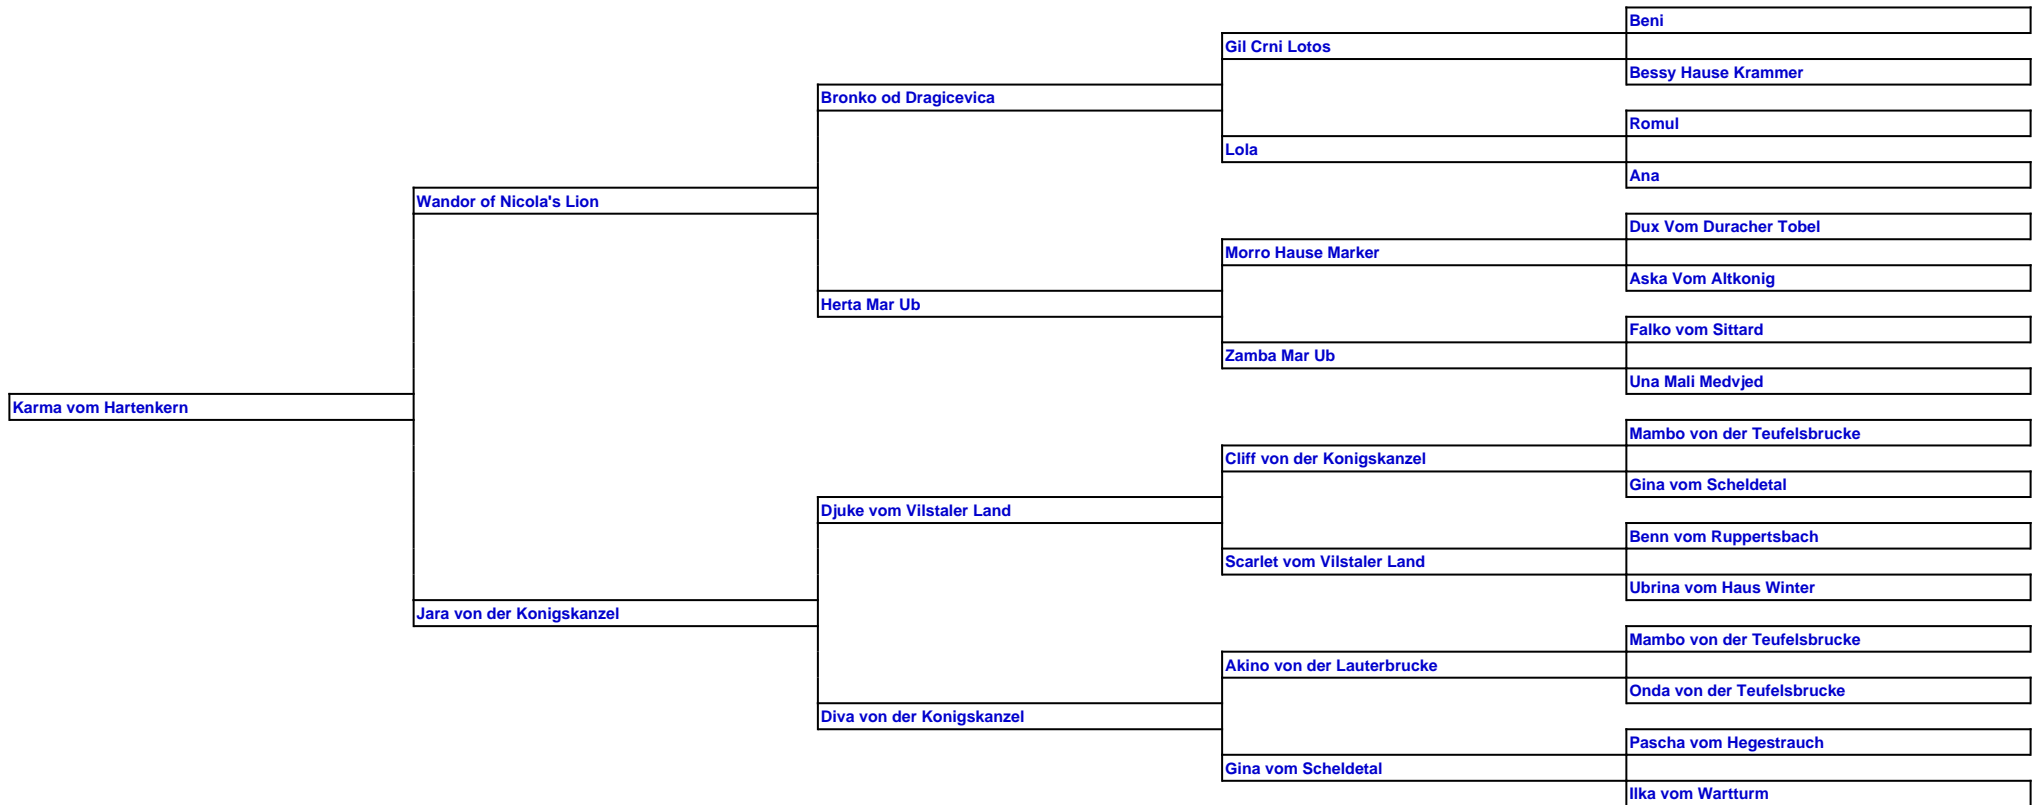 Beni
Gil Crni Lotos
Bessy Hause Krammer
Bronko od Dragicevica
Romul
Lola
Ana
Wandor of Nicola's Lion
Dux Vom Duracher Tobel
Morro Hause Marker
Aska Vom Altkonig
Herta Mar Ub
Falko vom Sittard
Zamba Mar Ub
Una Mali Medvjed
Karma vom Hartenkern
Mambo von der Teufelsbrucke
Cliff von der Konigskanzel
Gina vom Scheldetal
Djuke vom Vilstaler Land
Benn vom Ruppertsbach
Scarlet vom Vilstaler Land
Ubrina vom Haus Winter
Jara von der Konigskanzel
Mambo von der Teufelsbrucke
Akino von der Lauterbrucke
Onda von der Teufelsbrucke
Diva von der Konigskanzel
Pascha vom Hegestrauch
Gina vom Scheldetal
Ilka vom Wartturm